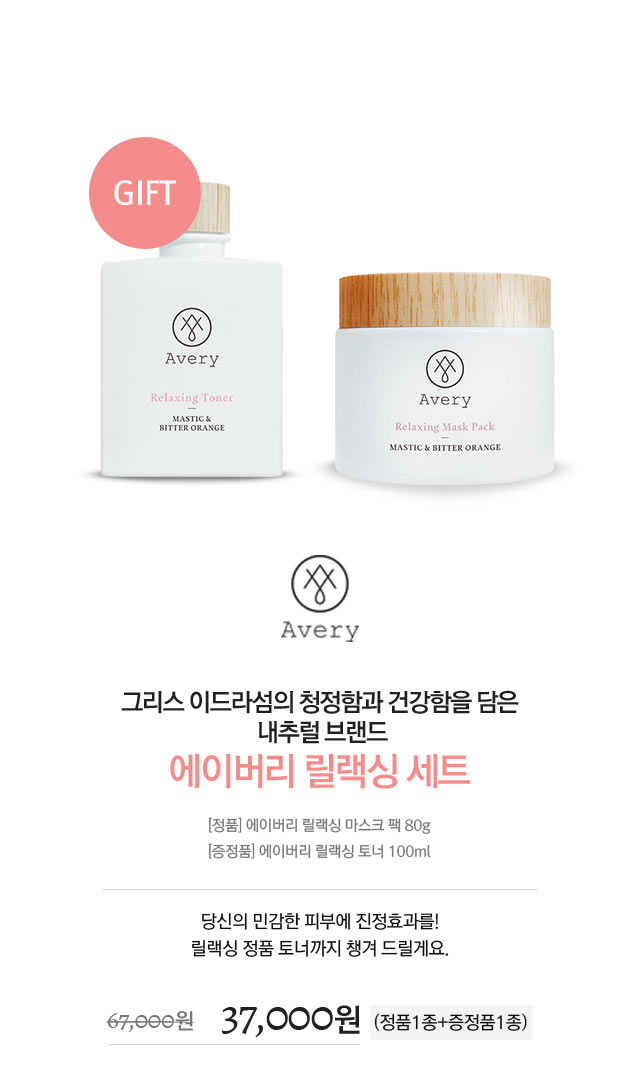 GIFT
Avery
Relaxing Toner
MASTIC &
BITTER ORANGE
Avery
Relaxing Mask Pack
MASTIC & BITTER ORANGE
Avery
그리스 이드라섬의 청정함과 건강함을 담은
내추럴 브랜드
에이버리 릴랙싱 세트
[정품] 에이버리 릴랙싱 마스크 팩 80g
[증정품] 에이버리 릴랙싱 토너 100ml
당신의 민감한 피부에 진정효과를!
릴랙싱 정품 토너까지 챙겨 드릴게요.
67,000원 37,000원 (정품1종+증정품1종)